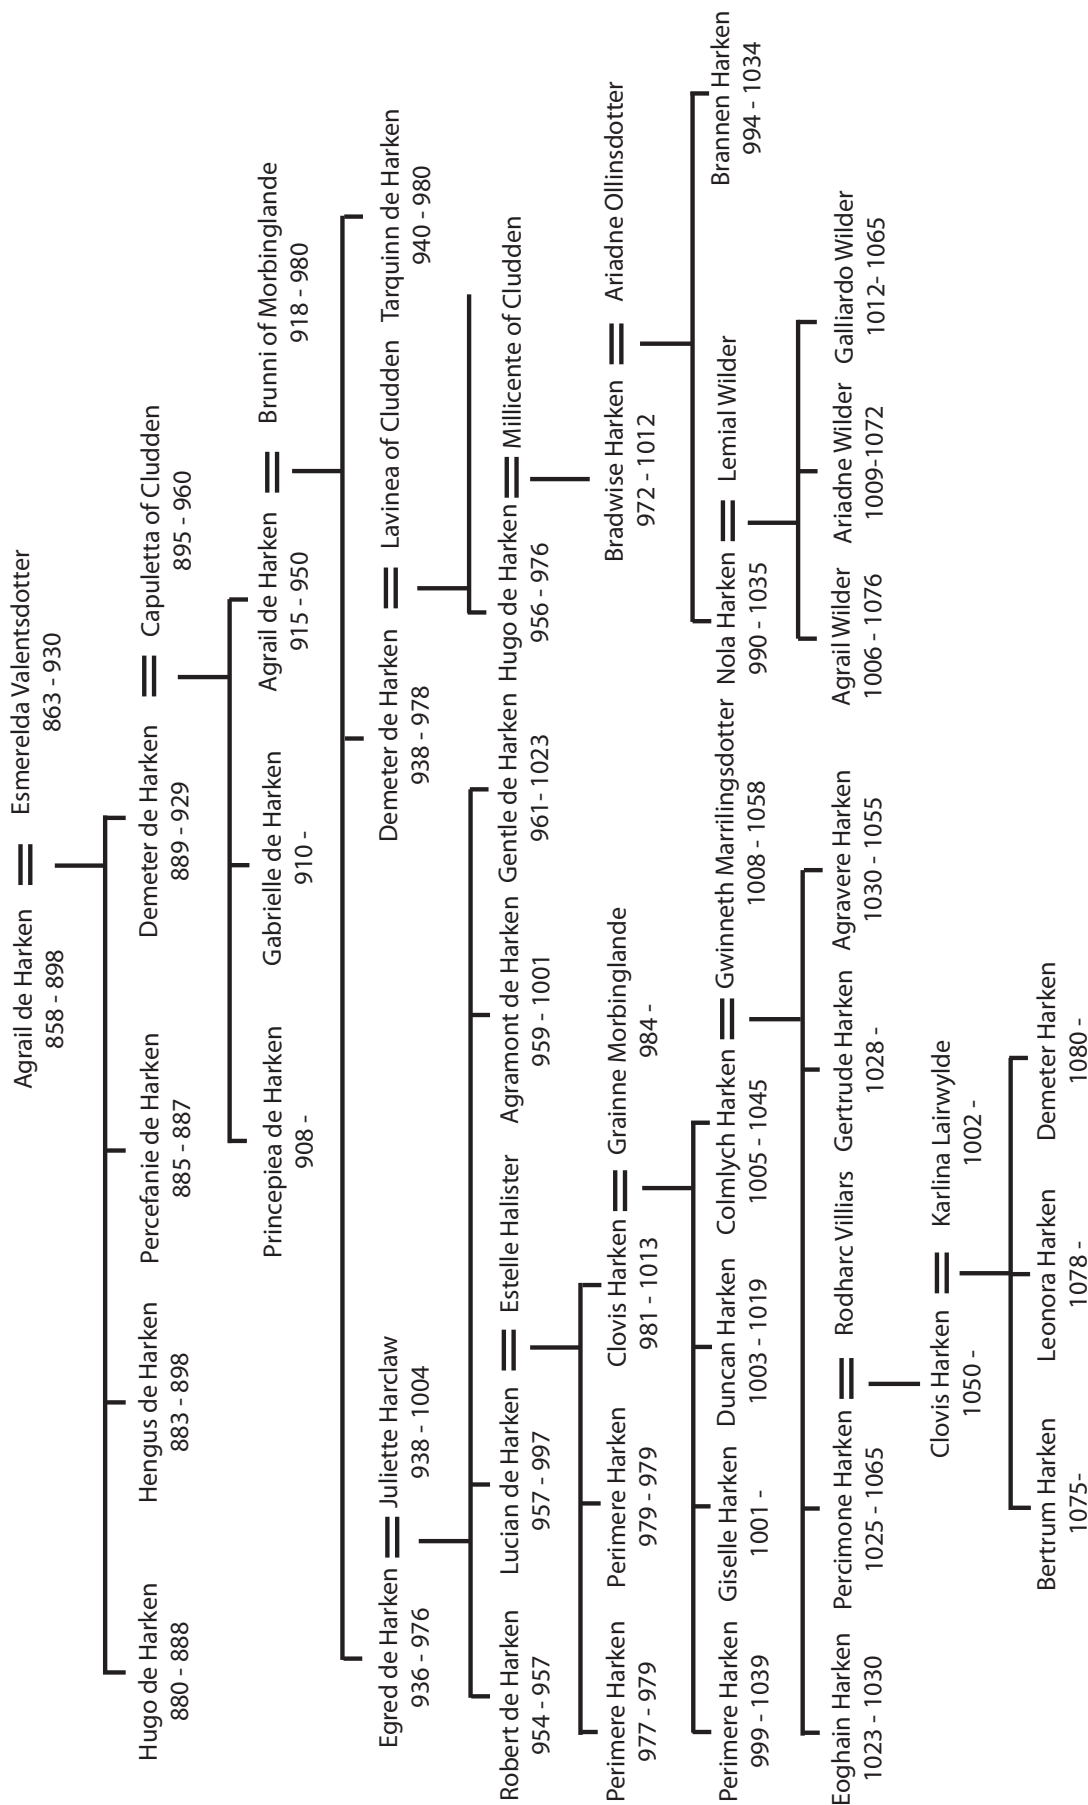 Agrail de Harken
858 - 898
Esmerelda Valentsdotter
863 - 930
Hugo de Harken
880 - 888
Hengus de Harken
883 - 898
Percefanie de Harken
885 - 887
Demeter de Harken
889 - 929
Capuletta of Cludden
895 - 960
Princepiea de Harken
908 -
Gabrielle de Harken
910 -
Agrail de Harken
915 - 950
Brunni of Morbinglande
918 - 980
Egred de Harken
936 - 976
Juliette Harclaw
938 - 1004
Demeter de Harken
938 - 978
Lavinea of Cludden
Tarquinn de Harken
940 - 980
Robert de Harken
954 - 957
Lucian de Harken
957 - 997
Estelle Halister
Agramont de Harken
959 - 1001
Gentle de Harken
961 - 1023
Hugo de Harken
956 - 976
Millicente of Cludden
Perimere Harken
977 - 979
Perimere Harken
979 - 979
Clovis Harken
981 - 1013
Grainne Morbinglande
984 -
Bradwise Harken
972 - 1012
Ariadne Ollinsdotter
Perimere Harken
999 - 1039
Giselle Harken
1001 -
Duncan Harken
1003 - 1019
Colmlych Harken
1005 - 1045
Gwinneth Marrilingsdotter
1008 - 1058
Nola Harken
990 - 1035
Lemial Wilder
Brannen Harken
994 - 1034
Eoghain Harken
1023 - 1030
Percimone Harken
1025 - 1065
Rodharc Villiars
Gertrude Harken
1028 -
Agravere Harken
1030 - 1055
Agrail Wilder
1006 - 1076
Ariadne Wilder
1009-1072
Galliardo Wilder
1012- 1065
Clovis Harken
1050 -
Karlina Lairwylde
1002 -
Bertrum Harken
1075-
Leonora Harken
1078 -
Demeter Harken
1080 -